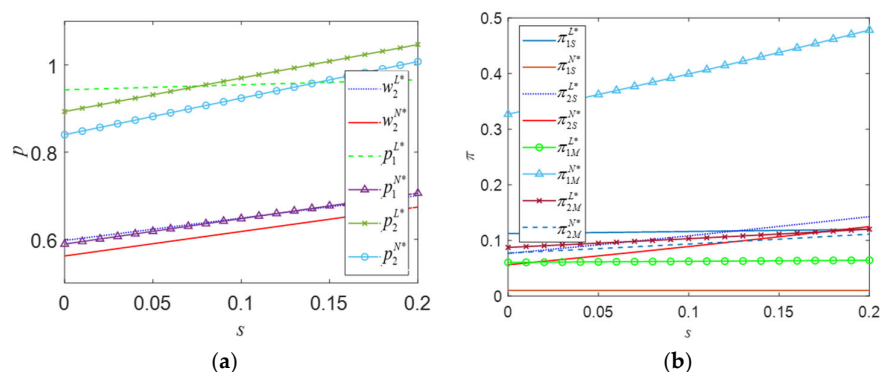 1
0.8
0.6
p
0
0.05
0.1
0.15
0.2
s
w₂ᴸ*
w₂ᴺ*
p₁ᴸ*
p₁ᴺ*
p₂ᴸ*
p₂ᴺ*
(a)
0.5
0.4
0.3
0.2
0.1
0
π
0
0.05
0.1
0.15
0.2
s
π₁Sᴸ*
π₁Sᴺ*
π₂Sᴸ*
π₂Sᴺ*
π₁Mᴸ*
π₁Mᴺ*
π₂Mᴸ*
π₂Mᴺ*
(b)